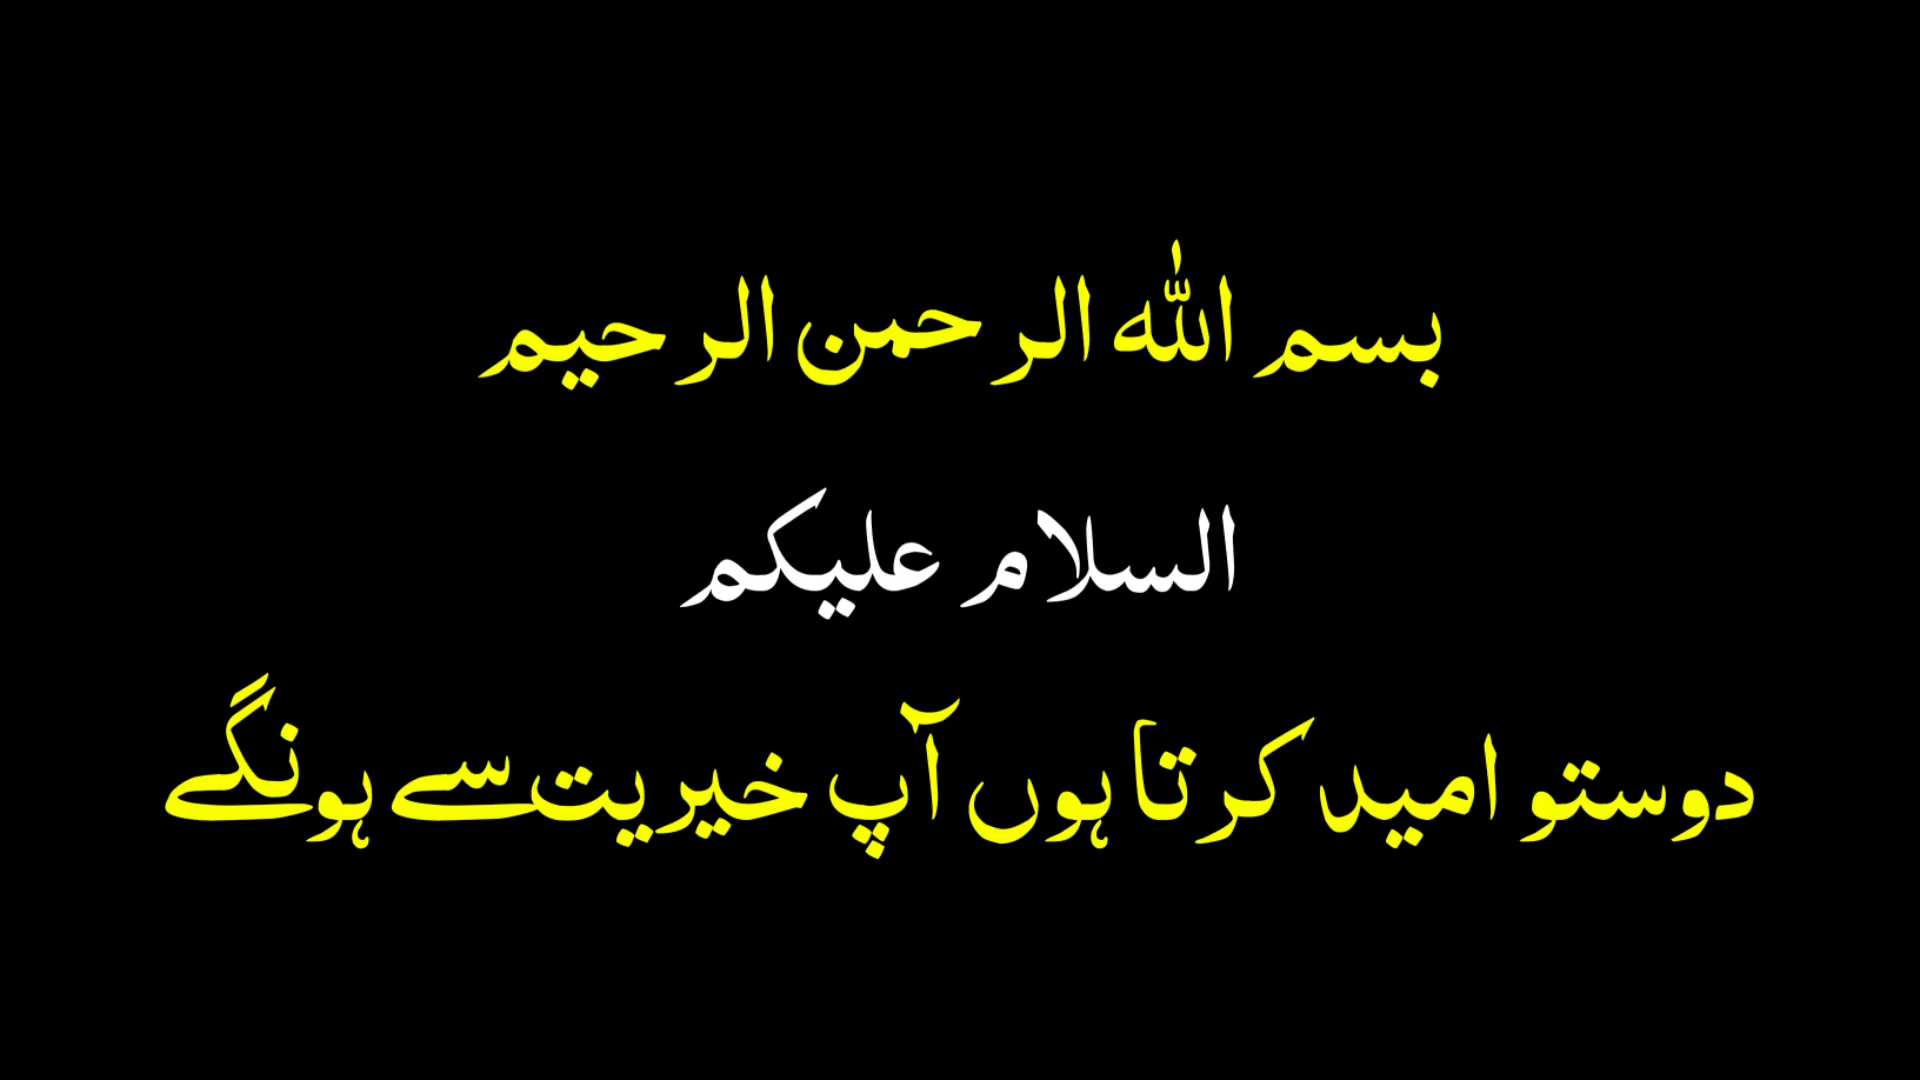 بسم اللہ الرحمن الرحیم
السلام علیکم
دوستو امید کرتا ہوں آپ خیریت سے ہونگے